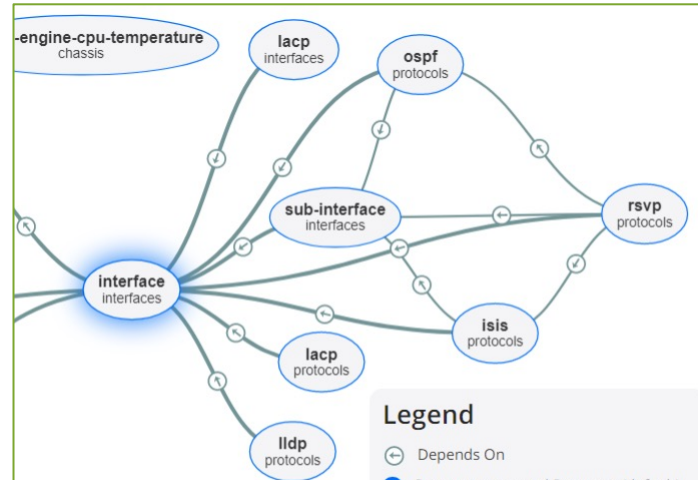 -engine-cpu-temperature
chassis
lacp
interfaces
ospf
protocols
sub-interface
interfaces
rsvp
protocols
interface
interfaces
isis
protocols
lacp
protocols
lldp
protocols
Legend
Depends On